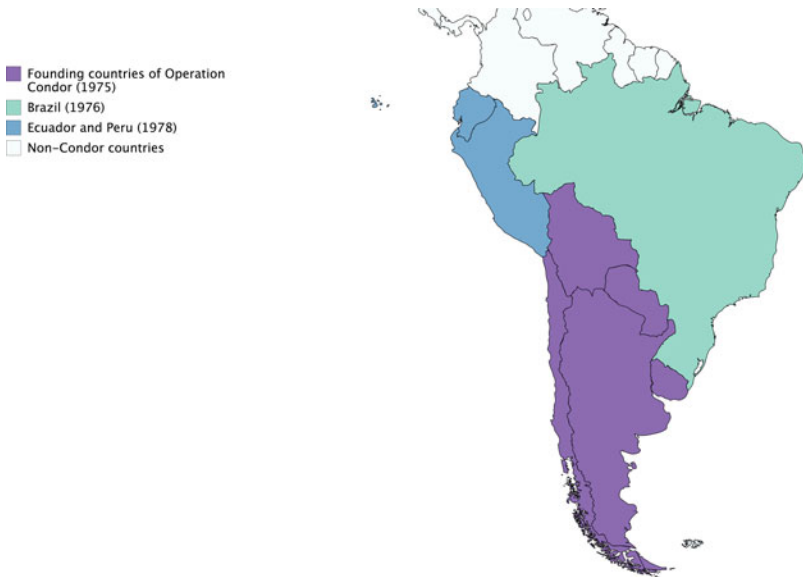 Founding countries of Operation
Condor (1975)
Brazil (1976)
Ecuador and Peru (1978)
Non-Condor countries